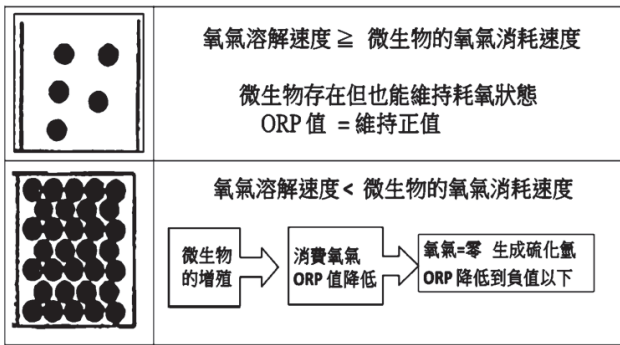 氧氣溶解速度 ≧ 微生物的氧氣消耗速度
微生物存在但也能維持耗氧狀態
ORP 值 =維持正值
氧氣溶解速度< 微生物的氧氣消耗速度
微生物
的增殖
消費氧氣
ORP 值降低
氧氣=零 生成硫化氫
ORP 降低到負值以下